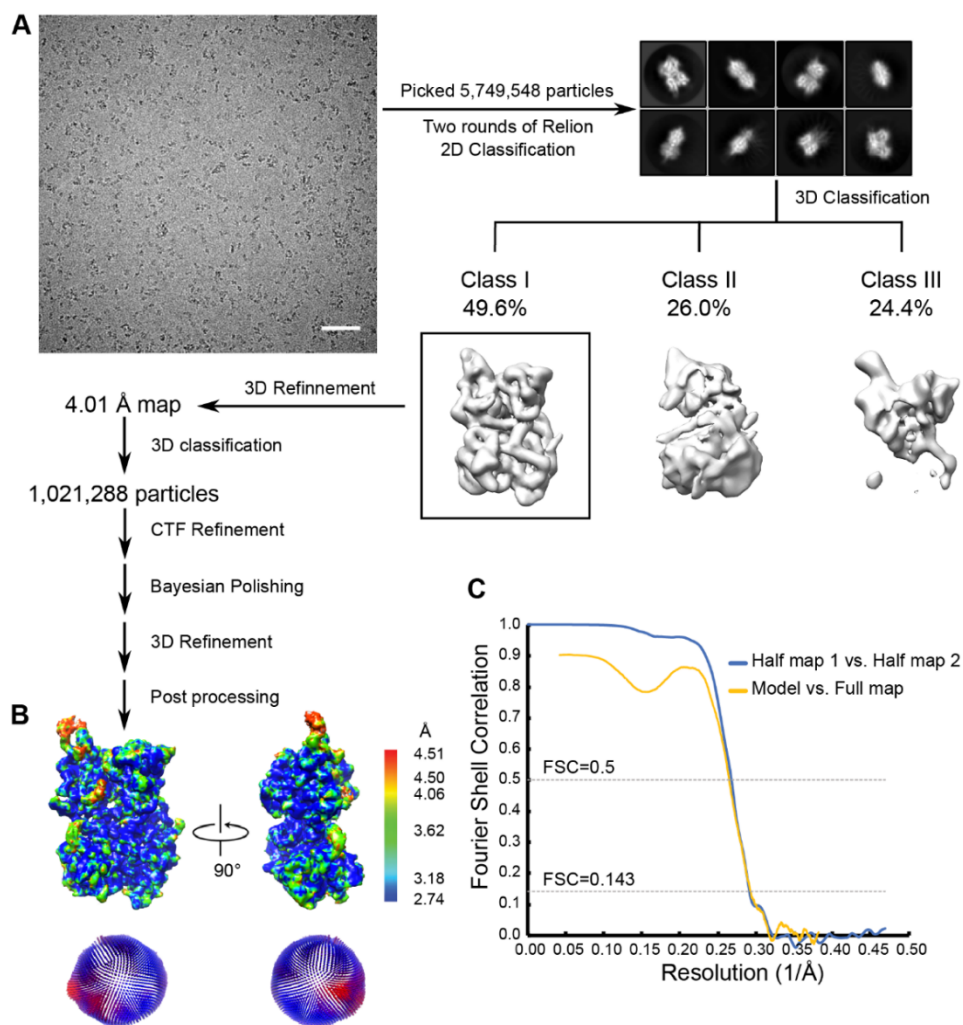 A
Picked 5,749,548 particles
Two rounds of Relion
2D Classification
3D Classification
Class I
49.6%
Class II
26.0%
Class III
24.4%
3D Refinnement
4.01 Å map
3D classification
1,021,288 particles
CTF Refinement
Bayesian Polishing
3D Refinement
Post processing
B
Å
4.51
4.50
4.06
3.62
3.18
2.74
90°
C
1.0
0.9
0.8
0.7
0.6
0.5
0.4
0.3
0.2
0.1
0.0
Fourier Shell Correlation
Half map 1 vs. Half map 2
Model vs. Full map
FSC=0.5
FSC=0.143
0.00
0.05
0.10
0.15
0.20
0.25
0.30
0.35
0.40
0.45
0.50
Resolution (1/Å)